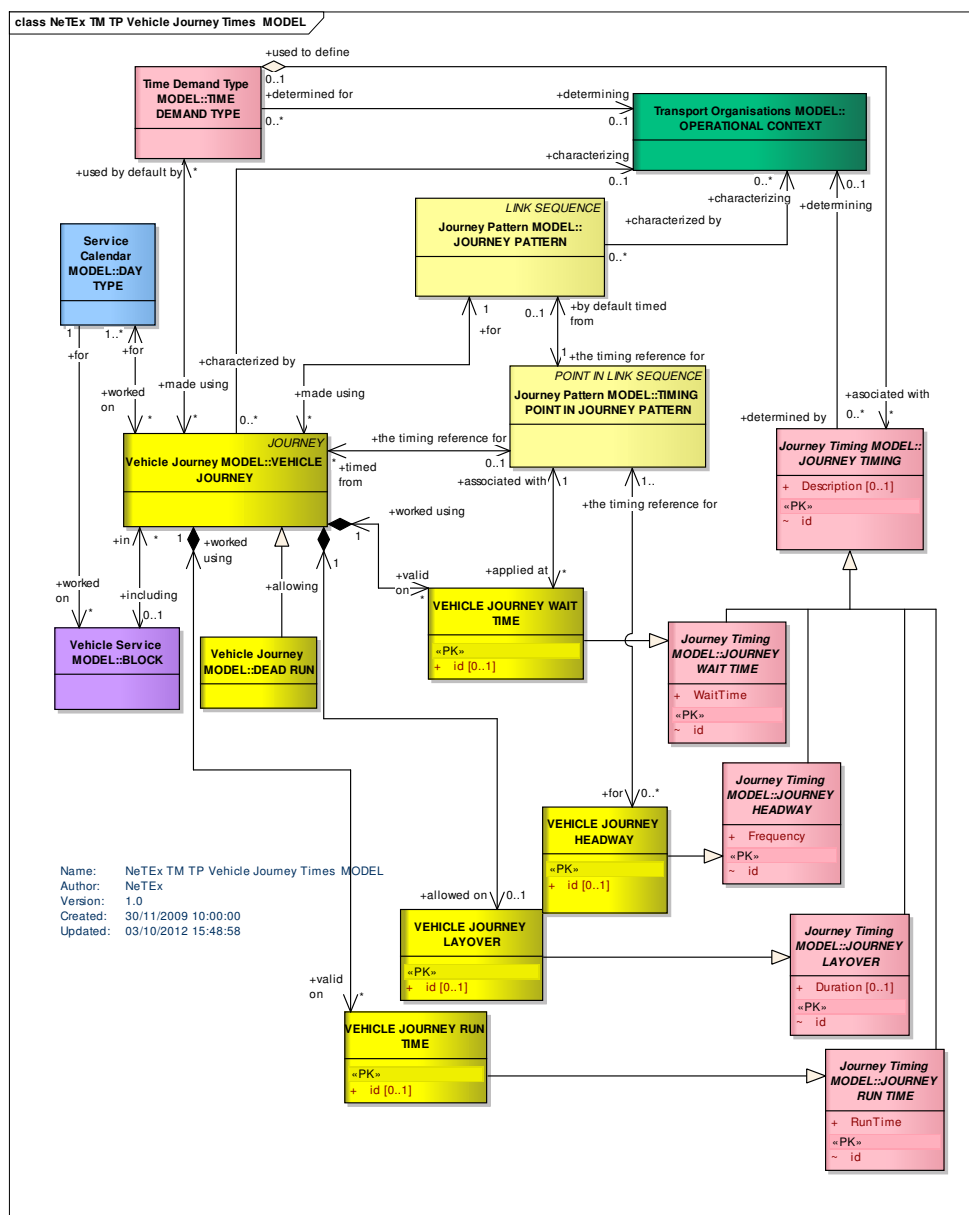 class NeTEx TM TP Vehicle Journey Times MODEL
+used to define
0..1
Time Demand Type
MODEL::TIME
DEMAND TYPE
+determined for
0..*
+determining
0..1
Transport Organisations MODEL::
OPERATIONAL CONTEXT
+used by default by
*
+characterizing
0..1
0..*
+characterizing
0..1
+determining
LINK SEQUENCE
Journey Pattern MODEL::
JOURNEY PATTERN
+characterized by
0..*
Service
Calendar
MODEL::DAY
TYPE
1
+for
1..*
+for
1
+for
0..1
+by default timed
from
+characterized by
1
+the timing reference for
POINT IN LINK SEQUENCE
Journey Pattern MODEL::TIMING
POINT IN JOURNEY PATTERN
+worked
on
*
+made using
*
0..*
+made using
*
+determined by
0..*
+asociated with
*
JOURNEY
Vehicle Journey MODEL::VEHICLE
JOURNEY
+the timing reference for
0..1
*
+timed
from
+associated with
1
1..
+the timing reference for
Journey Timing MODEL::
JOURNEY TIMING
+ Description [0..1]
«PK»
~ id
+in
*
1
+worked
using
1
+worked using
1
+allowing
+valid
on
*
+applied at
*
+worked
on
*
+including
0..1
Vehicle Service
MODEL::BLOCK
Vehicle Journey
MODEL::DEAD RUN
VEHICLE JOURNEY WAIT
TIME
«PK»
+ id [0..1]
Journey Timing
MODEL::JOURNEY
WAIT TIME
+ WaitTime
«PK»
~ id
+for
0..*
VEHICLE JOURNEY
HEADWAY
«PK»
+ id [0..1]
Journey Timing
MODEL::JOURNEY
HEADWAY
+ Frequency
«PK»
~ id
Name: NeTEx TM TP Vehicle Journey Times MODEL
Author: NeTEx
Version: 1.0
Created: 30/11/2009 10:00:00
Updated: 03/10/2012 15:48:58
+allowed on
0..1
VEHICLE JOURNEY
LAYOVER
«PK»
+ id [0..1]
Journey Timing
MODEL::JOURNEY
LAYOVER
+ Duration [0..1]
«PK»
~ id
+valid
on
*
VEHICLE JOURNEY RUN
TIME
«PK»
+ id [0..1]
Journey Timing
MODEL::JOURNEY
RUN TIME
+ RunTime
«PK»
~ id